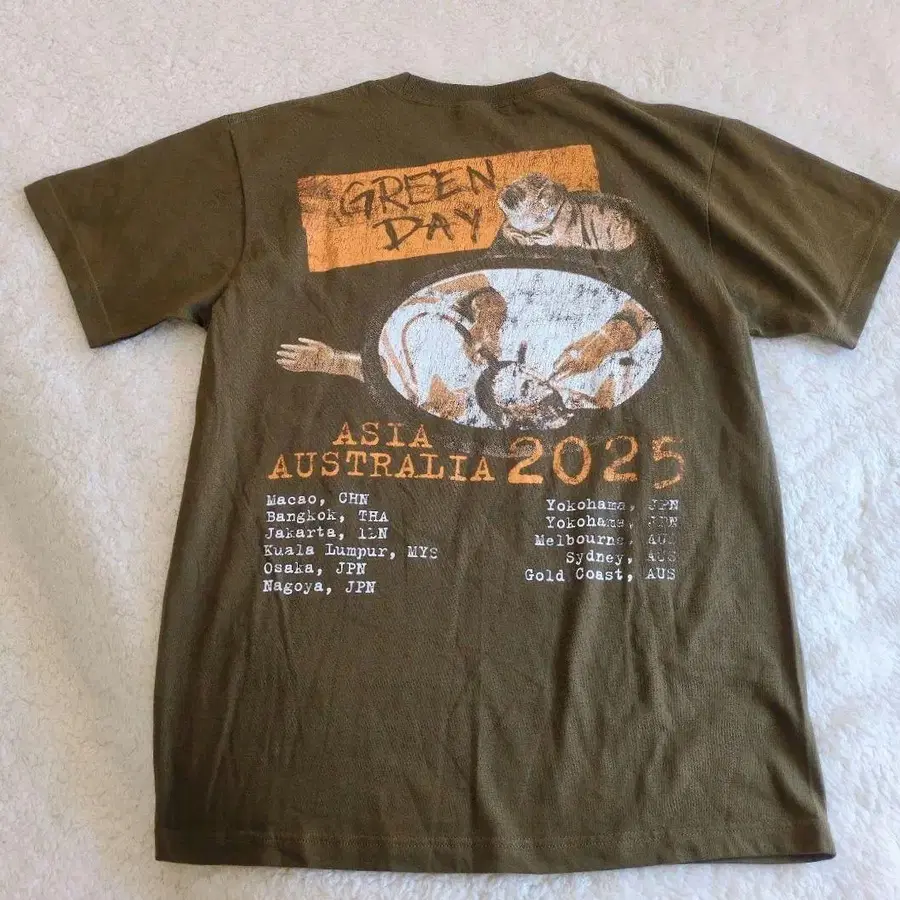 GREEN
DAY
ASIA
AUSTRALIA 2025
Macao, CHN
Bangkok, THA
Jakarta, IDN
Kuala Lumpur, MYS
Osaka, JPN
Nagoya, JPN
Yokohama, JPN
Yokohama, JPN
Melbourne, AUS
Sydney, AUS
Gold Coast, AUS